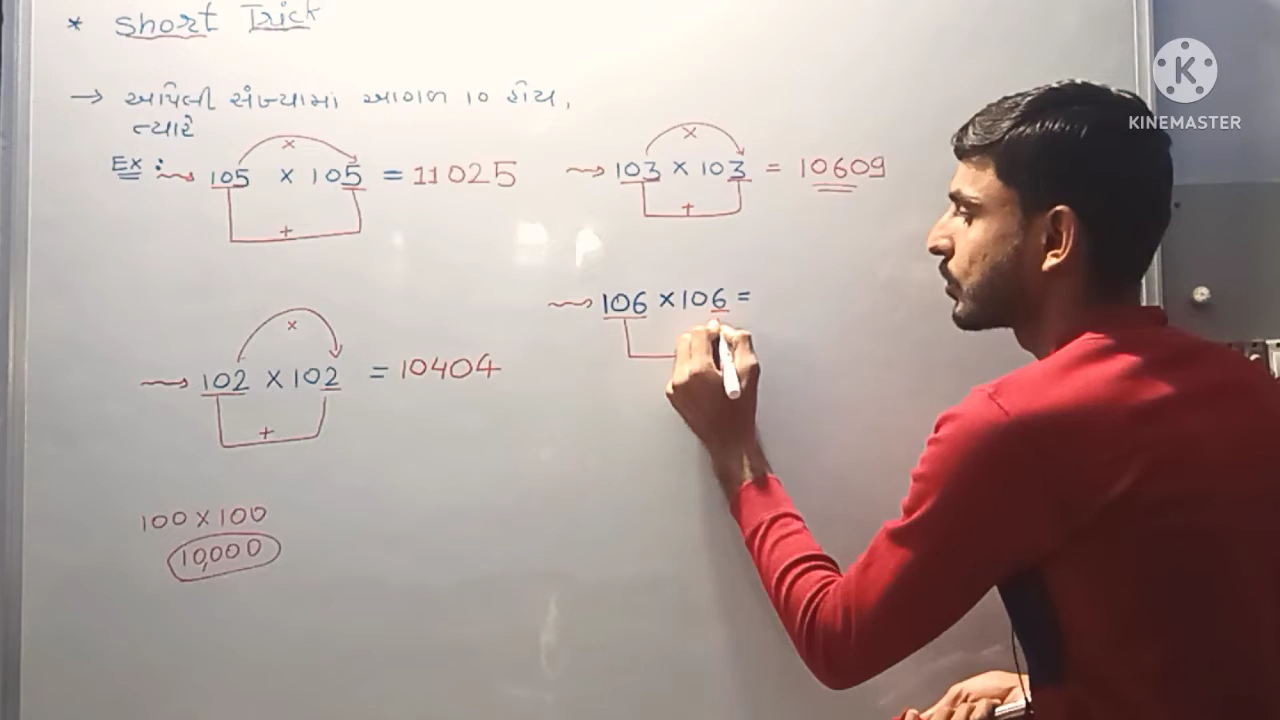 * Short Trick
→ આપેલી સંખ્યામાં આગળ 10 હોય,
ત્યારે
Ex : 105 × 105 = 11025
×
+
103 × 103 = 10609
×
+
102 × 102 = 10404
×
+
106 × 106 =
100 × 100
10,000
K
KINEMASTER